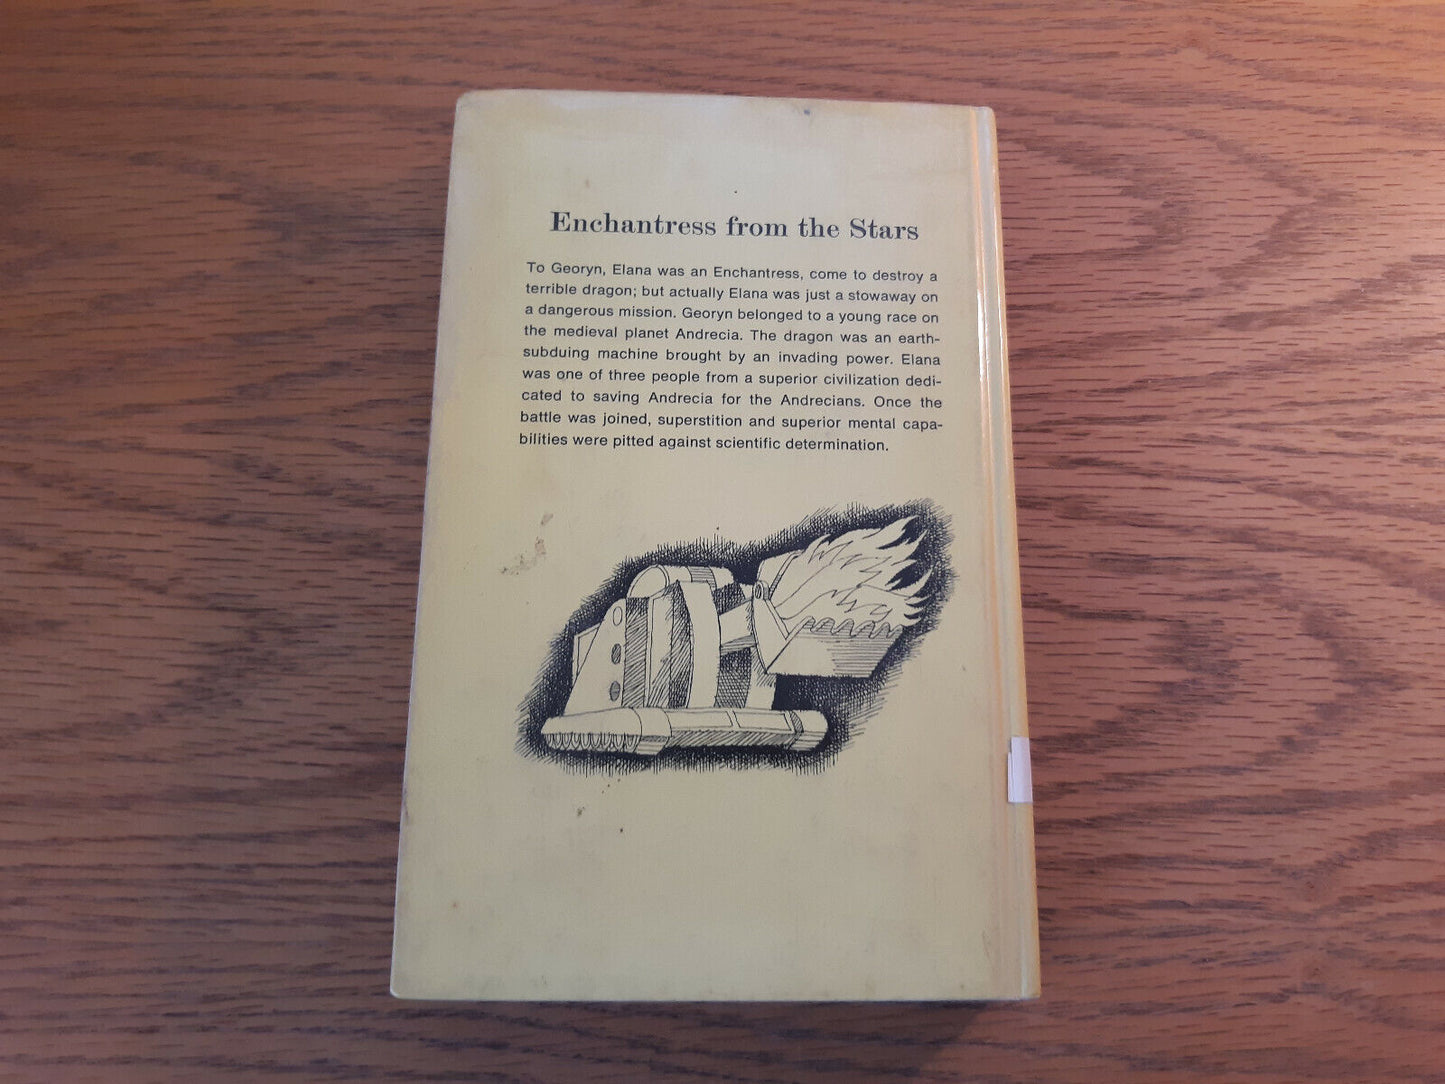 Enchantress from the Stars
To Georyn, Elana was an Enchantress, come to destroy a
terrible dragon; but actually Elana was just a stowaway on
a dangerous mission. Georyn belonged to a young race on
the medieval planet Andrecia. The dragon was an earth-
subduing machine brought by an invading power. Elana
was one of three people from a superior civilization dedi-
cated to saving Andrecia for the Andrecians. Once the
battle was joined, superstition and superior mental capa-
bilities were pitted against scientific determination.